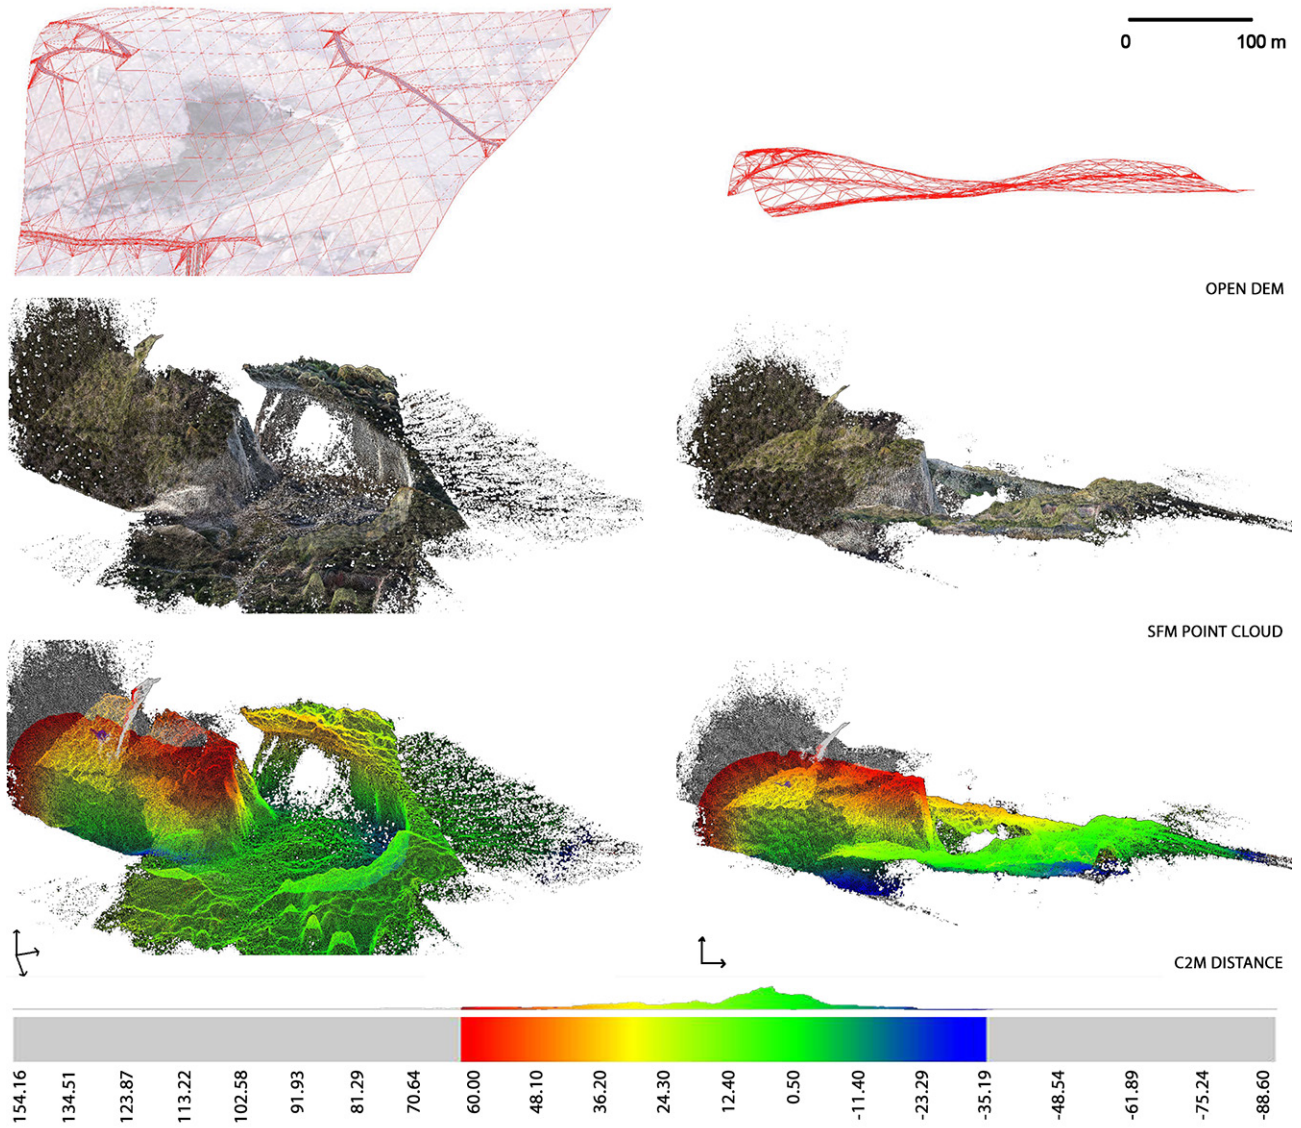 0 100 m
OPEN DEM
SFM POINT CLOUD
C2M DISTANCE
154.16 134.51 123.87 113.22 102.58 91.93 81.29 70.64 60.00 48.10 36.20 24.30 12.40 0.50 -11.40 -23.29 -35.19 -48.54 -61.89 -75.24 -88.60